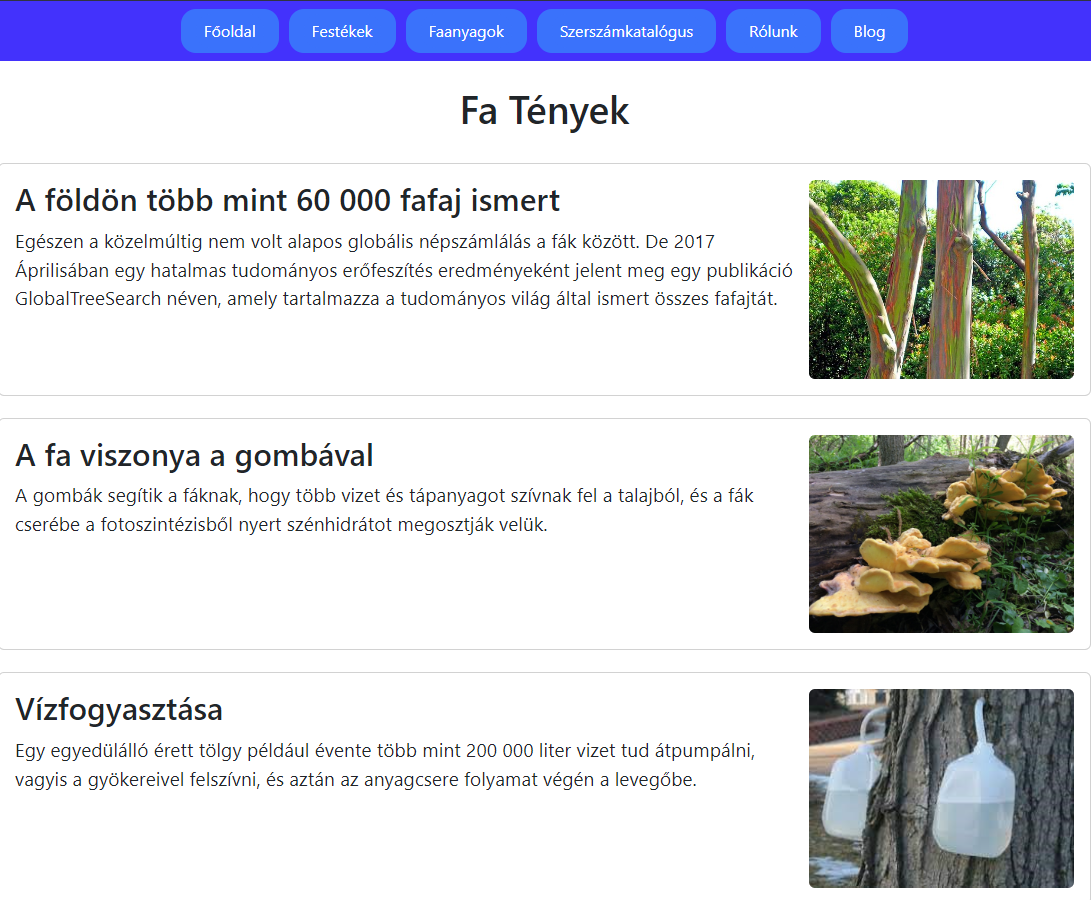 Főoldal Festékek Faanyagok Szerszámkatalógus Rólunk Blog
Fa Tények
A földön több mint 60 000 fafaj ismert
Egészen a közelmúltig nem volt alapos globális népszámlálás a fák között. De 2017
Áprilisában egy hatalmas tudományos erőfeszítés eredményeként jelent meg egy publikáció
GlobalTreeSearch néven, amely tartalmazza a tudományos világ által ismert összes fafajtát.
A fa viszonya a gombával
A gombák segítik a fáknak, hogy több vizet és tápanyagot szívnak fel a talajból, és a fák
cserébe a fotoszintézisből nyert szénhidrátot megosztják velük.
Vízfogyasztása
Egy egyedülálló érett tölgy például évente több mint 200 000 liter vizet tud átpumpálni,
vagyis a gyökereivel felszívni, és aztán az anyagcsere folyamat végén a levegőbe.